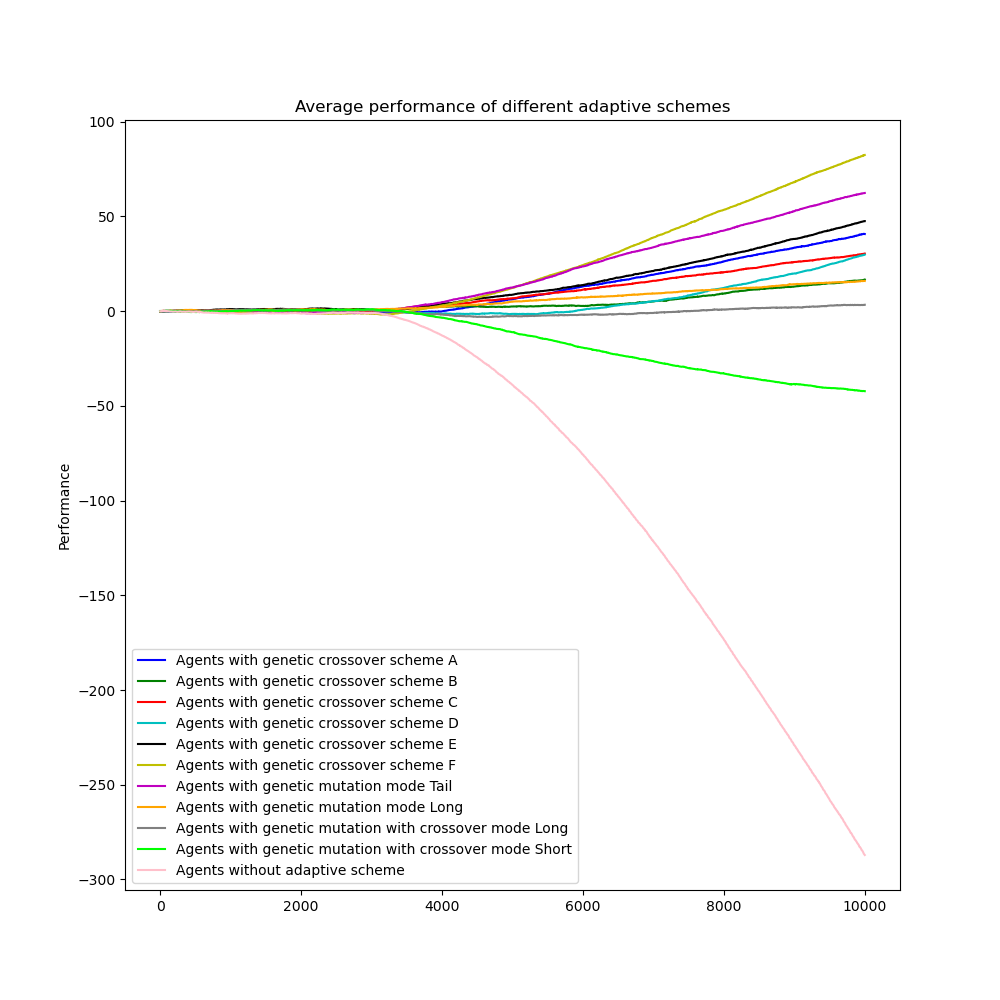 Average performance of different adaptive schemes
100
50
0
−50
−100
−150
−200
−250
−300
Performance
Agents with genetic crossover scheme A
Agents with genetic crossover scheme B
Agents with genetic crossover scheme C
Agents with genetic crossover scheme D
Agents with genetic crossover scheme E
Agents with genetic crossover scheme F
Agents with genetic mutation mode Tail
Agents with genetic mutation mode Long
Agents with genetic mutation with crossover mode Long
Agents with genetic mutation with crossover mode Short
Agents without adaptive scheme
0 2000 4000 6000 8000 10000